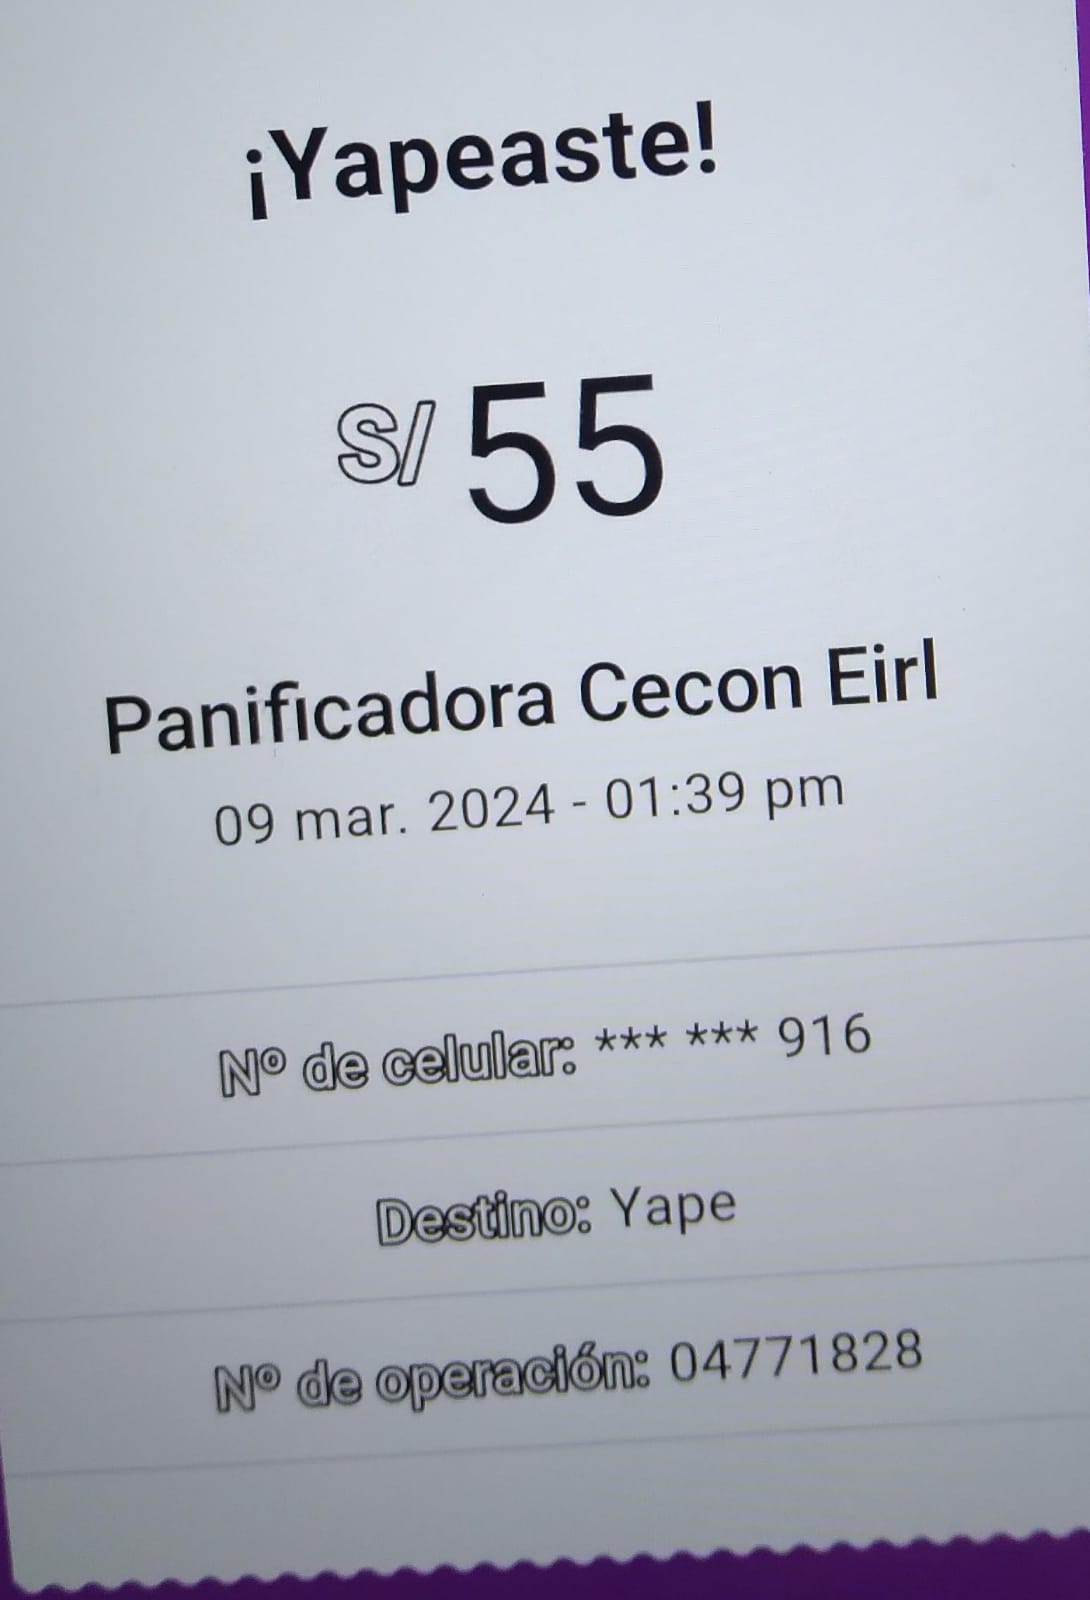 ¡Yapeaste!
S/ 55
Panificadora Cecon Eirl
09 mar. 2024 - 01:39 pm
Nº de celular: *** *** 916
Destino: Yape
Nº de operación: 04771828